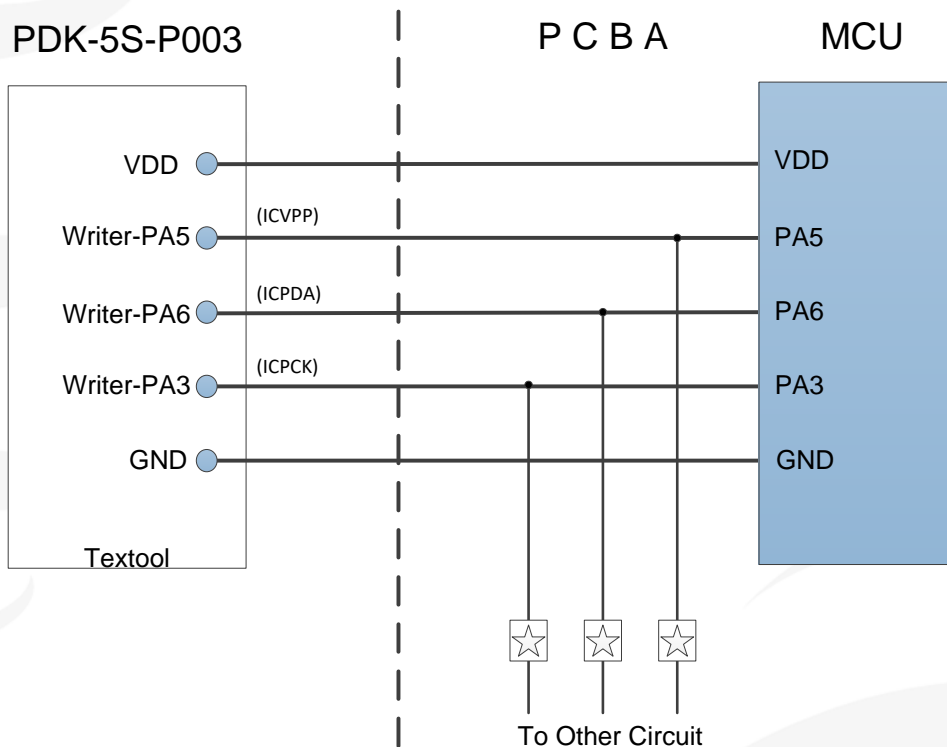 PDK-5S-P003
P C B A
MCU
VDD
VDD
(ICVPP)
Writer-PA5
PA5
(ICPDA)
Writer-PA6
PA6
(ICPCK)
Writer-PA3
PA3
GND
GND
Textool
To Other Circuit